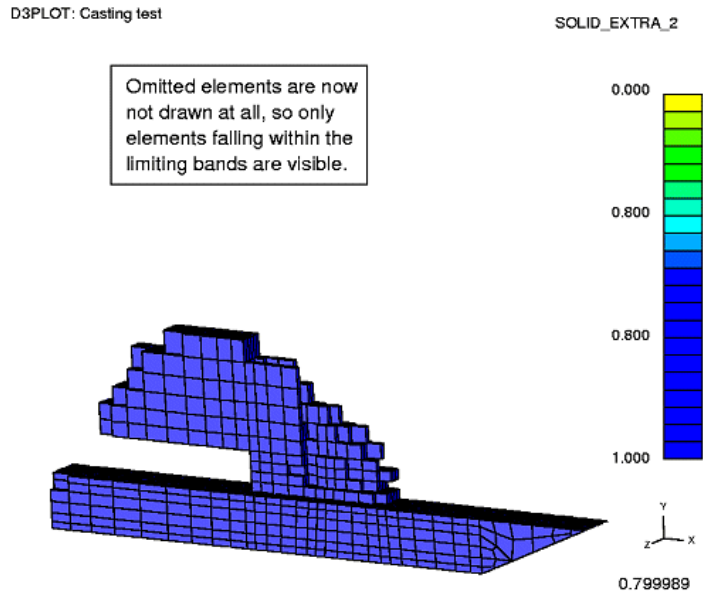 D3PLOT: Casting test
SOLID_EXTRA_2
Omitted elements are now
not drawn at all, so only
elements falling within the
limiting bands are visible.
0.000
0.800
0.800
1.000
Y
Z X
0.799989